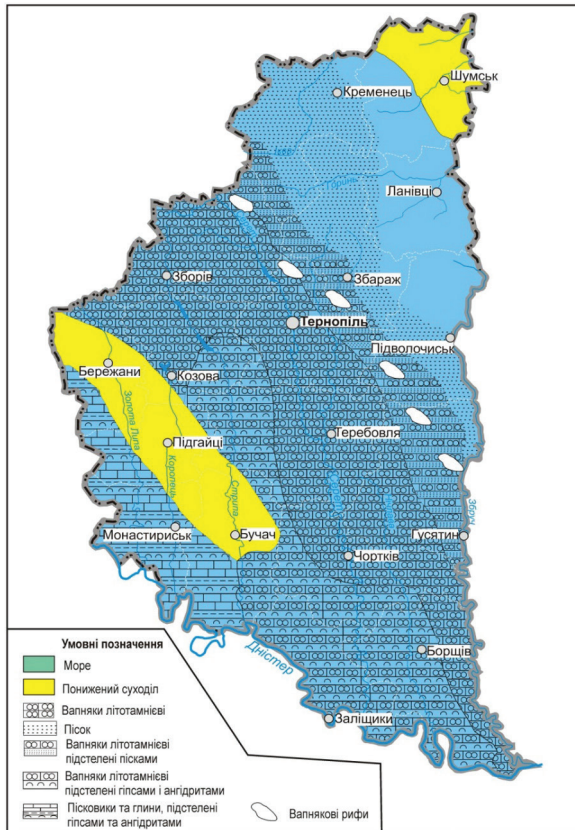 Шумськ
Кременець
Горинь
Ланівці
Зборів
Збараж
Тернопіль
Підволочиськ
Бережани
Козова
Золота Липа
Теребовля
Підгайці
Коропець
Стрипа
Збруч
Монастириськ
Бучач
Гусятин
Чортків
Дністер
Борщів
Заліщики
Умовні позначення
Море
Понижений суходіл
Вапняки літотамнієві
Пісок
Вапняки літотамнієві
підстелені пісками
Вапняки літотамнієві
підстелені гіпсами і ангідритами
Пісковики та глини, підстелені
гіпсами та ангідритами
Вапнякові рифи